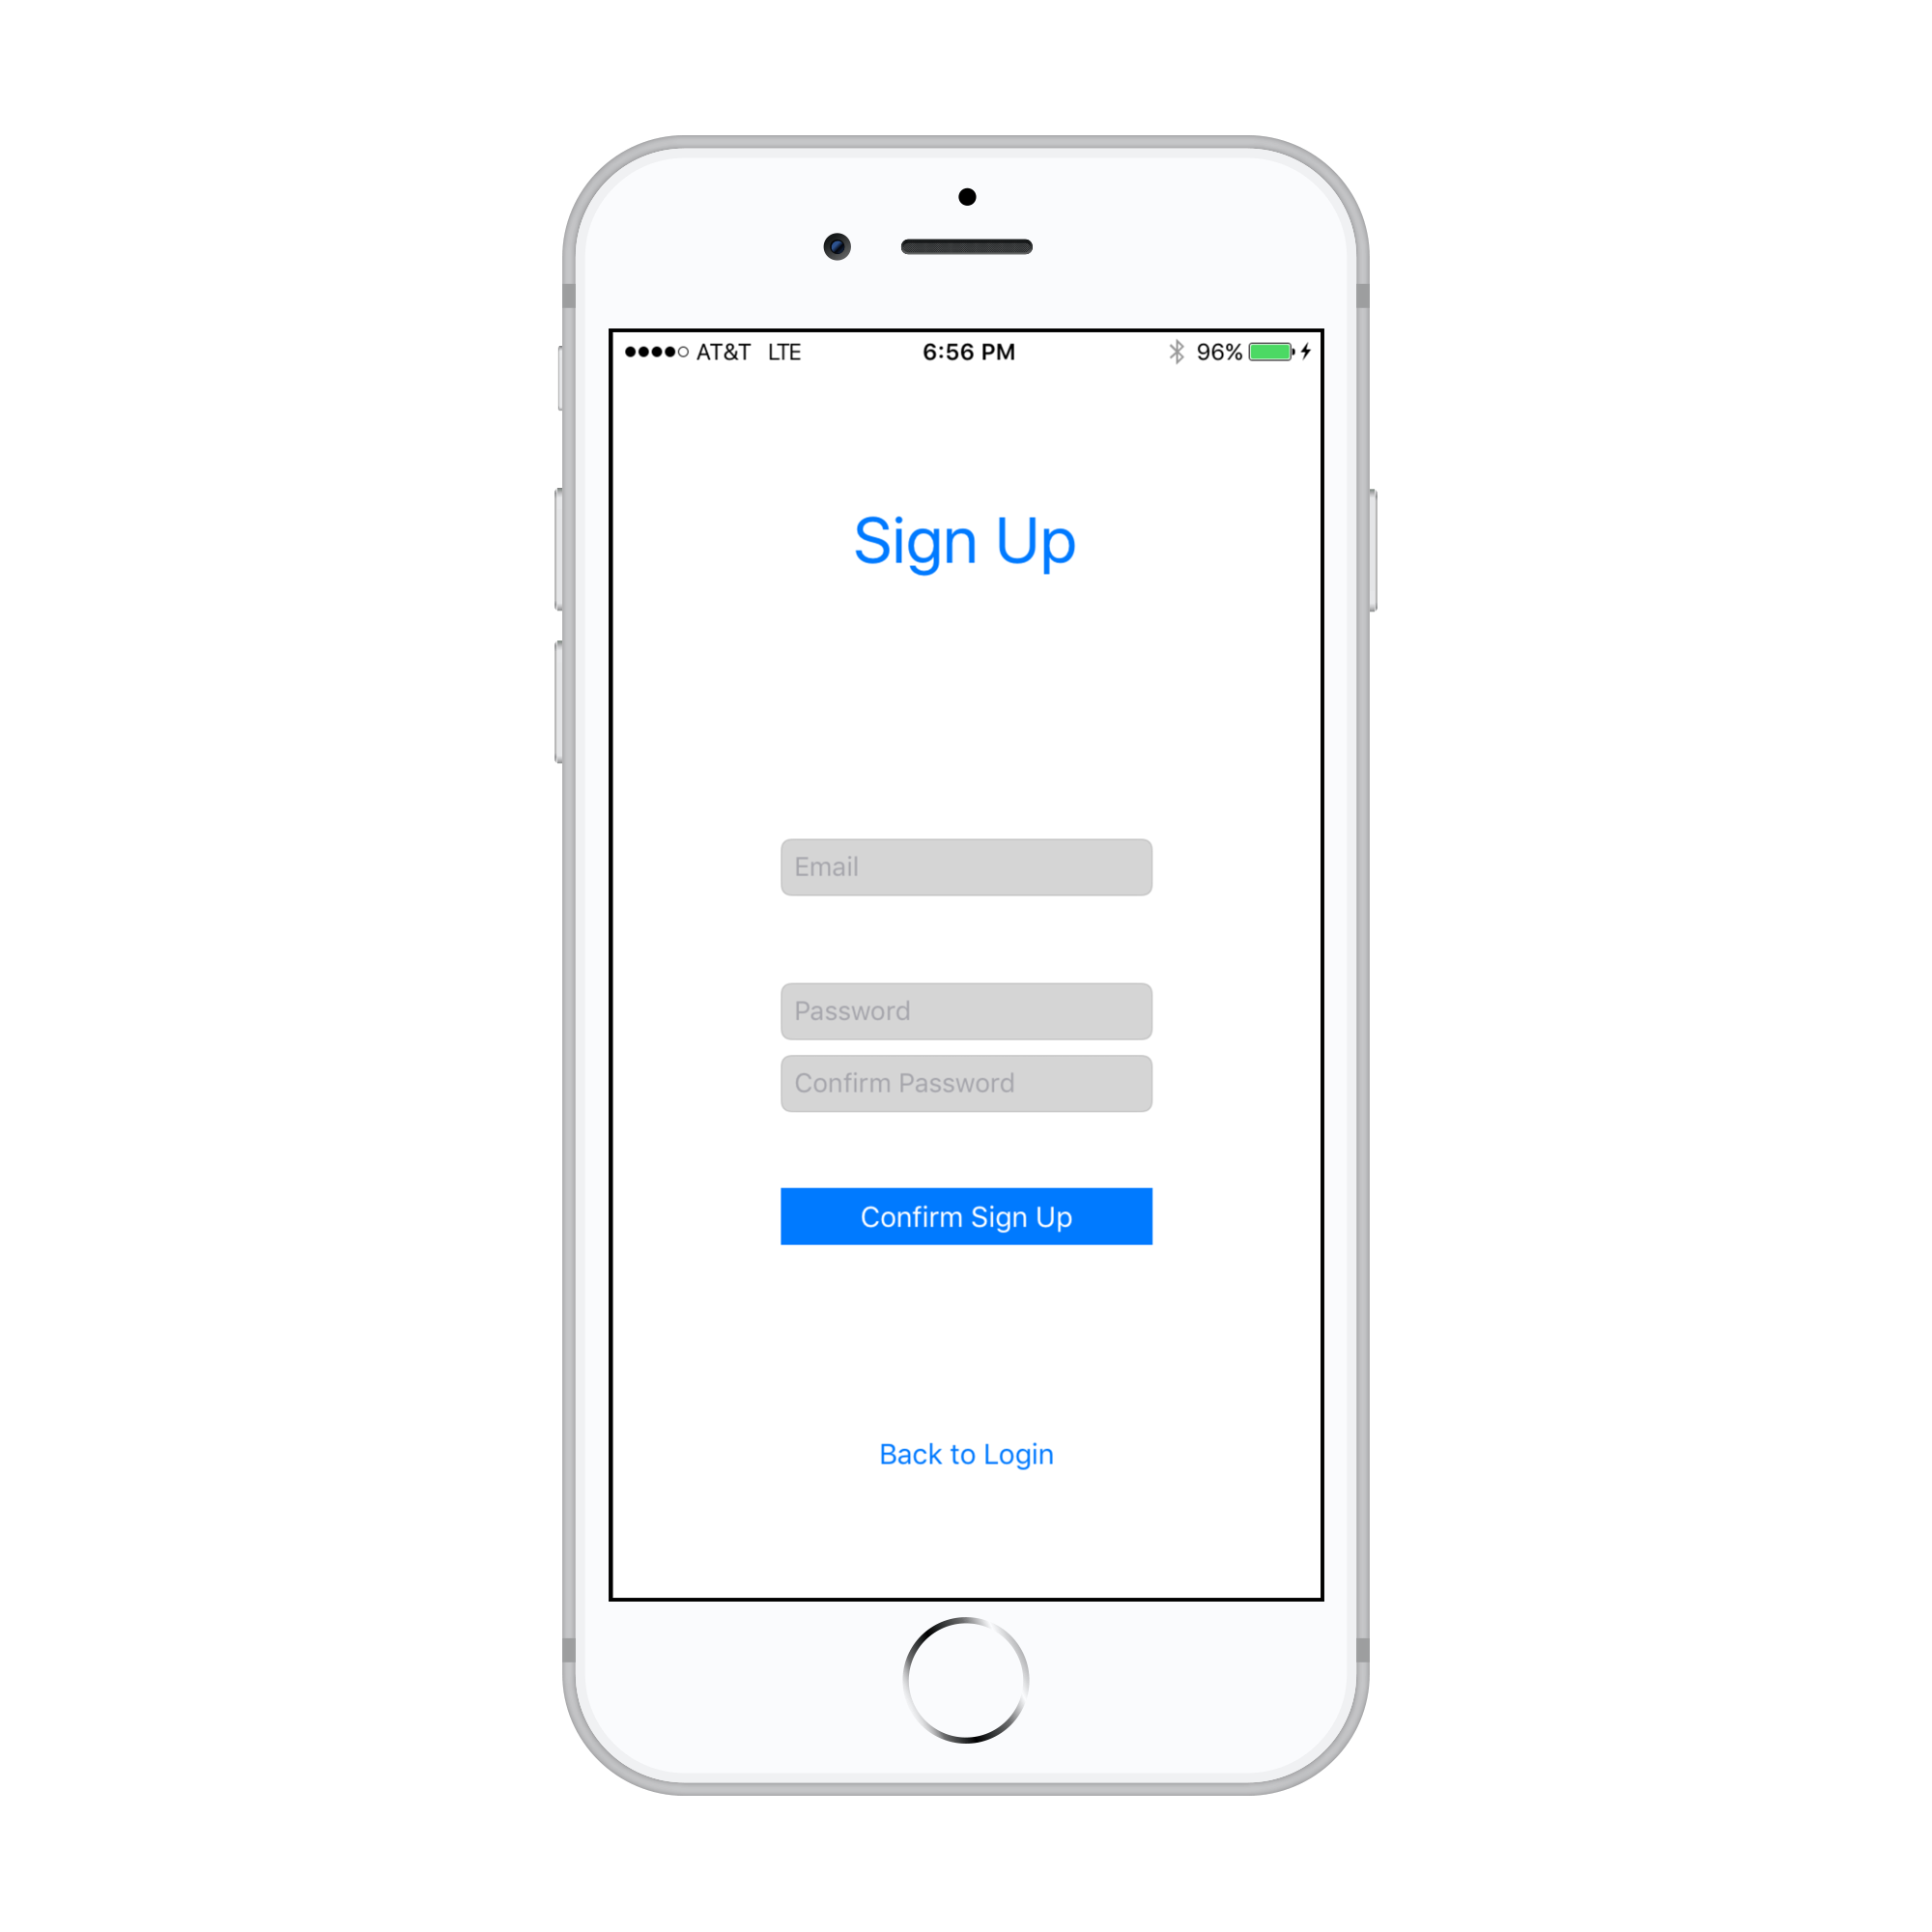 AT&T LTE 6:56 PM 96%
Sign Up
Email
Password
Confirm Password
Confirm Sign Up
Back to Login